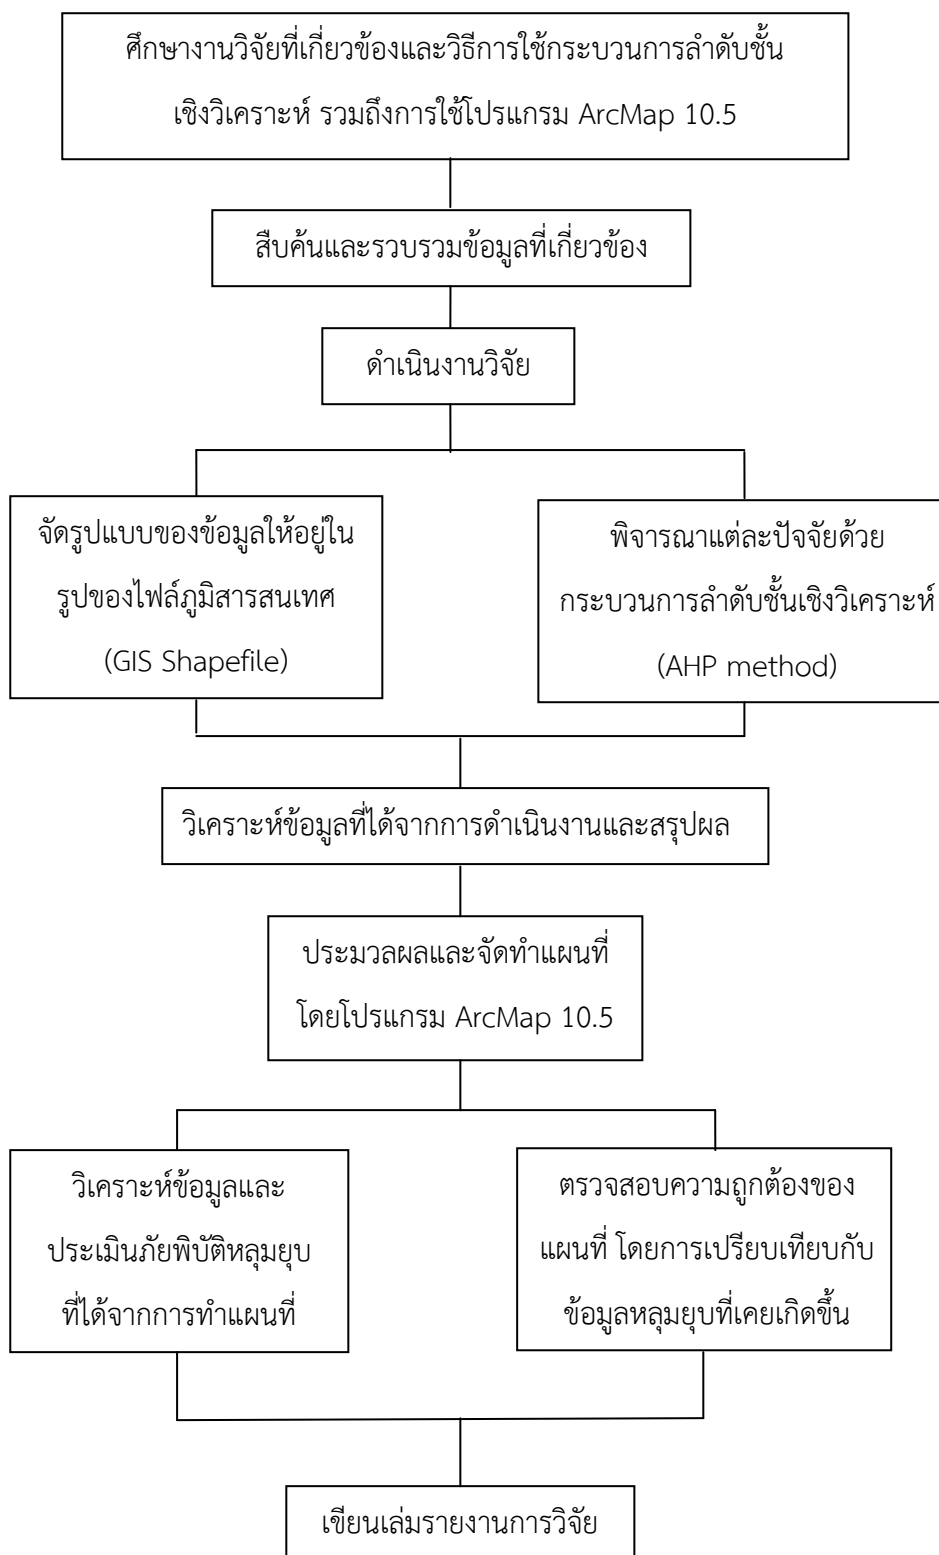 ศึกษางานวิจัยที่เกี่ยวข้องและวิธีการใช้กระบวนการลำดับชั้น
เชิงวิเคราะห์ รวมถึงการใช้โปรแกรม ArcMap 10.5
สืบค้นและรวบรวมข้อมูลที่เกี่ยวข้อง
ดำเนินงานวิจัย
จัดรูปแบบของข้อมูลให้อยู่ใน
รูปของไฟล์ภูมิสารสนเทศ
(GIS Shapefile)
พิจารณาแต่ละปัจจัยด้วย
กระบวนการลำดับชั้นเชิงวิเคราะห์
(AHP method)
วิเคราะห์ข้อมูลที่ได้จากการดำเนินงานและสรุปผล
ประมวลผลและจัดทำแผนที่
โดยโปรแกรม ArcMap 10.5
วิเคราะห์ข้อมูลและ
ประเมินภัยพิบัติหลุมยุบ
ที่ได้จากการทำแผนที่
ตรวจสอบความถูกต้องของ
แผนที่ โดยการเปรียบเทียบกับ
ข้อมูลหลุมยุบที่เคยเกิดขึ้น
เขียนเล่มรายงานการวิจัย